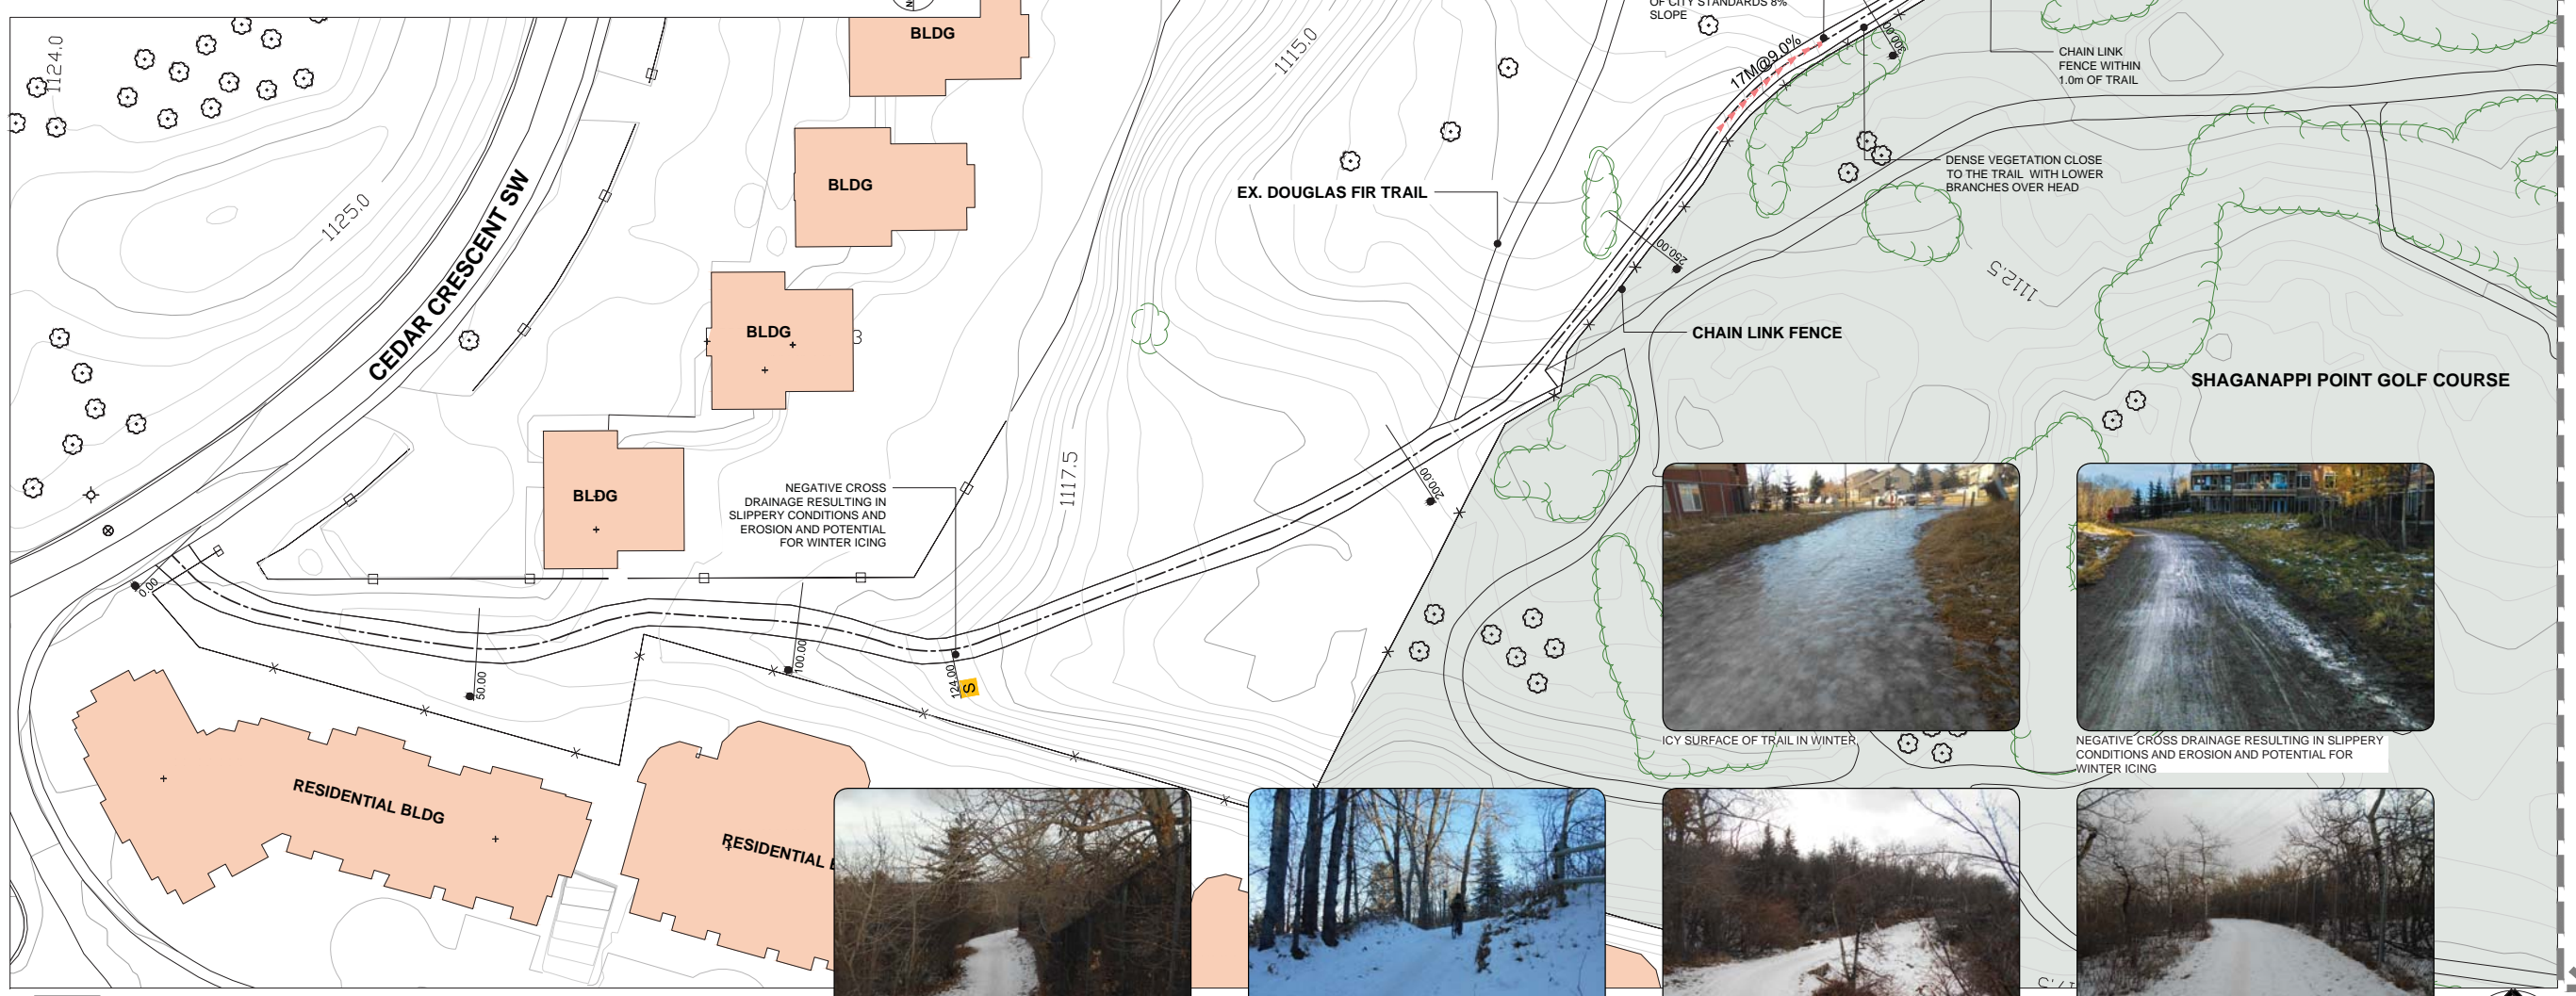 OF CITY STANDARDS 8%
SLOPE
BLDG
1124.0
1115.0
17M@9.0%
300.00
CHAIN LINK
FENCE WITHIN
1.0m OF TRAIL
BLDG
EX. DOUGLAS FIR TRAIL
DENSE VEGETATION CLOSE
TO THE TRAIL WITH LOWER
BRANCHES OVER HEAD
1125.0
CEDAR CRESCENT SW
250.00
1112.5
BLDG
3
CHAIN LINK FENCE
SHAGANAPPI POINT GOLF COURSE
BLDG
NEGATIVE CROSS
DRAINAGE RESULTING IN
SLIPPERY CONDITIONS AND
EROSION AND POTENTIAL
FOR WINTER ICING
1117.5
200.00
0.00
50.00
100.00
124.00
S
ICY SURFACE OF TRAIL IN WINTER
NEGATIVE CROSS DRAINAGE RESULTING IN SLIPPERY
CONDITIONS AND EROSION AND POTENTIAL FOR
WINTER ICING
RESIDENTIAL BLDG
RESIDENTIAL